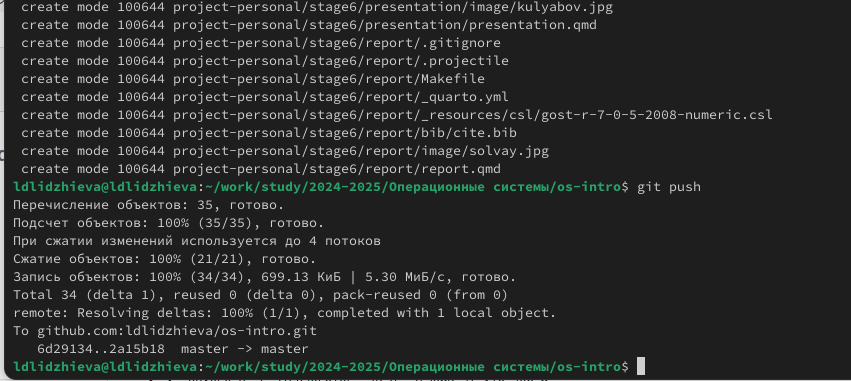 create mode 100644 project-personal/stage6/presentation/image/kulyabov.jpg
create mode 100644 project-personal/stage6/presentation/presentation.qmd
create mode 100644 project-personal/stage6/report/.gitignore
create mode 100644 project-personal/stage6/report/.projectile
create mode 100644 project-personal/stage6/report/Makefile
create mode 100644 project-personal/stage6/report/_quarto.yml
create mode 100644 project-personal/stage6/report/_resources/csl/gost-r-7-0-5-2008-numeric.csl
create mode 100644 project-personal/stage6/report/bib/cite.bib
create mode 100644 project-personal/stage6/report/image/solvay.jpg
create mode 100644 project-personal/stage6/report/report.qmd
ldlidzhieva@ldlidzhieva:~/work/study/2024-2025/Операционные системы/os-intro$ git push
Перечисление объектов: 35, готово.
Подсчет объектов: 100% (35/35), готово.
При сжатии изменений используется до 4 потоков
Сжатие объектов: 100% (21/21), готово.
Запись объектов: 100% (34/34), 699.13 КиБ | 5.30 МиБ/с, готово.
Total 34 (delta 1), reused 0 (delta 0), pack-reused 0 (from 0)
remote: Resolving deltas: 100% (1/1), completed with 1 local object.
To github.com:ldlidzhieva/os-intro.git
6d29134..2a15b18  master -> master
ldlidzhieva@ldlidzhieva:~/work/study/2024-2025/Операционные системы/os-intro$